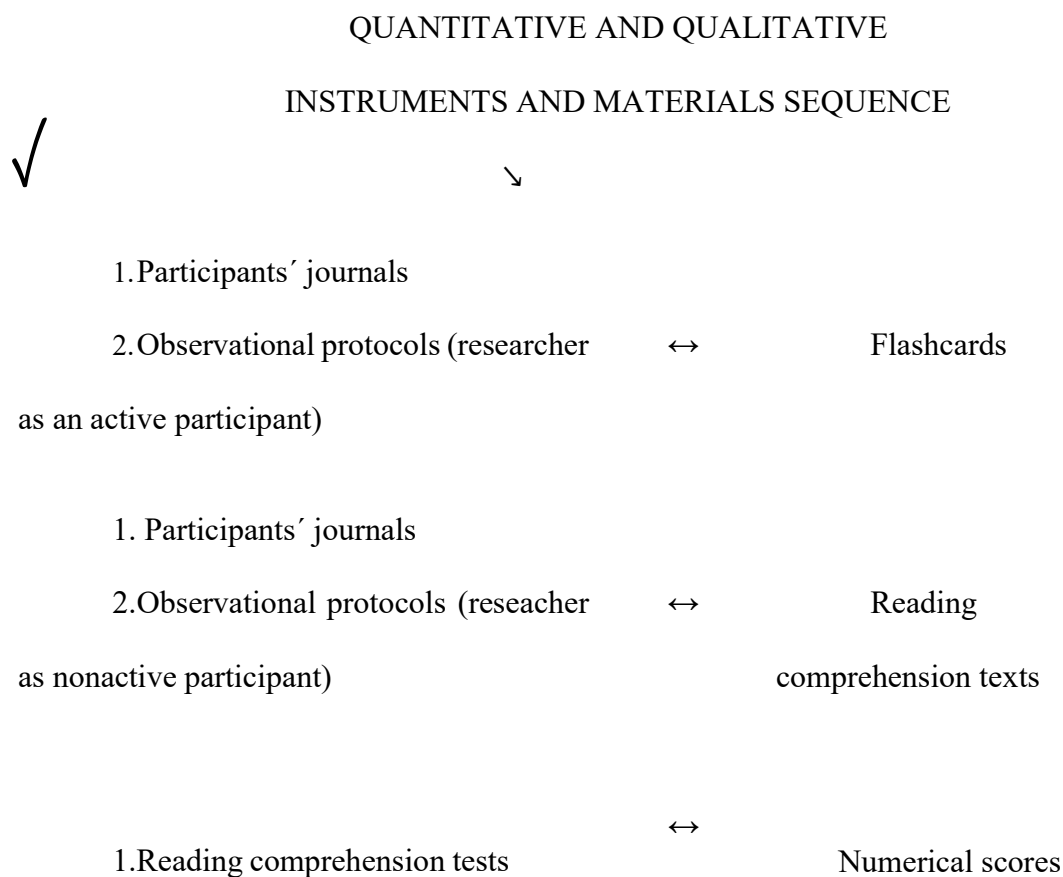 QUANTITATIVE AND QUALITATIVE
INSTRUMENTS AND MATERIALS SEQUENCE
√
↘
1.Participants´ journals
2.Observational protocols (researcher ↔ Flashcards
as an active participant)
1. Participants´ journals
2.Observational protocols (reseacher ↔ Reading
as nonactive participant) comprehension texts
↔
1.Reading comprehension tests Numerical scores